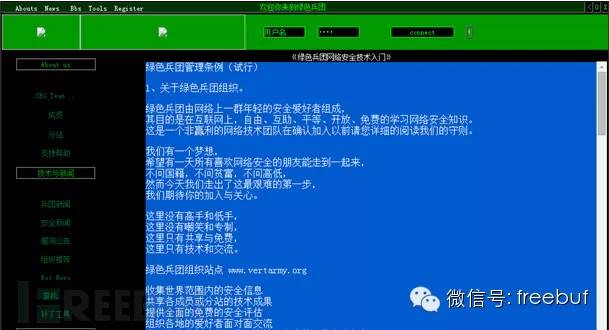 Abouts News Bbs Tools Register
欢迎你来到绿色兵团
用户名
connect
《绿色兵团网络安全技术入门》
About us
成员
分站
支持帮助
技术与新闻
兵团新闻
安全新闻
漏洞公告
组织推荐
Hot News
补丁工具
绿色兵团管理条例（试行）
1、关于绿色兵团组织。
绿色兵团由网络上一群年轻的安全爱好者组成，
其目的是在互联网上，自由、互助、平等、开放、免费的学习网络安全知识。
这是一个非赢利的网络技术团队在确认加入以前请您详细的阅读我们的守则。
我们有一个梦想，
希望有一天所有喜欢网络安全的朋友能走到一起来，
不问国籍，不问贫富，不问高低，
然而今天我们走出了这最艰难的第一步，
我们期待你的加入与关心。
这里没有高手和低手，
这里没有嘲笑和专制，
这里只有共享与免费，
这里只有技术和交流。
绿色兵团组织站点 www.vertarmy.org
收集世界范围内的安全信息
共享各成员或分站的技术成果
提供全面的免费的安全评估
组织各地的爱好者面对面交流
微信号: freebuf